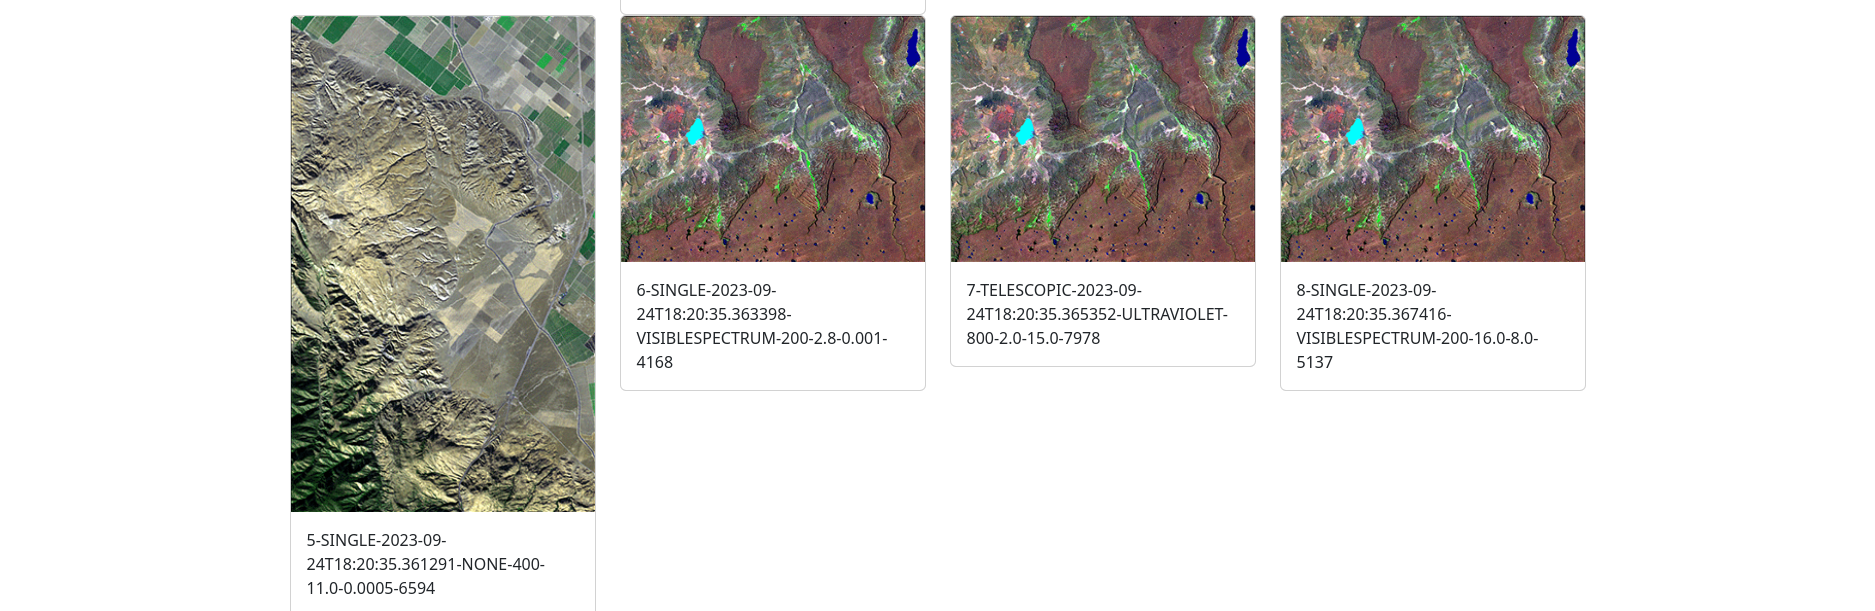 6-SINGLE-2023-09-
24T18:20:35.363398-
VISIBLESPECTRUM-200-2.8-0.001-
4168
7-TELESCOPIC-2023-09-
24T18:20:35.365352-ULTRAVIOLET-
800-2.0-15.0-7978
8-SINGLE-2023-09-
24T18:20:35.367416-
VISIBLESPECTRUM-200-16.0-8.0-
5137
5-SINGLE-2023-09-
24T18:20:35.361291-NONE-400-
11.0-0.0005-6594